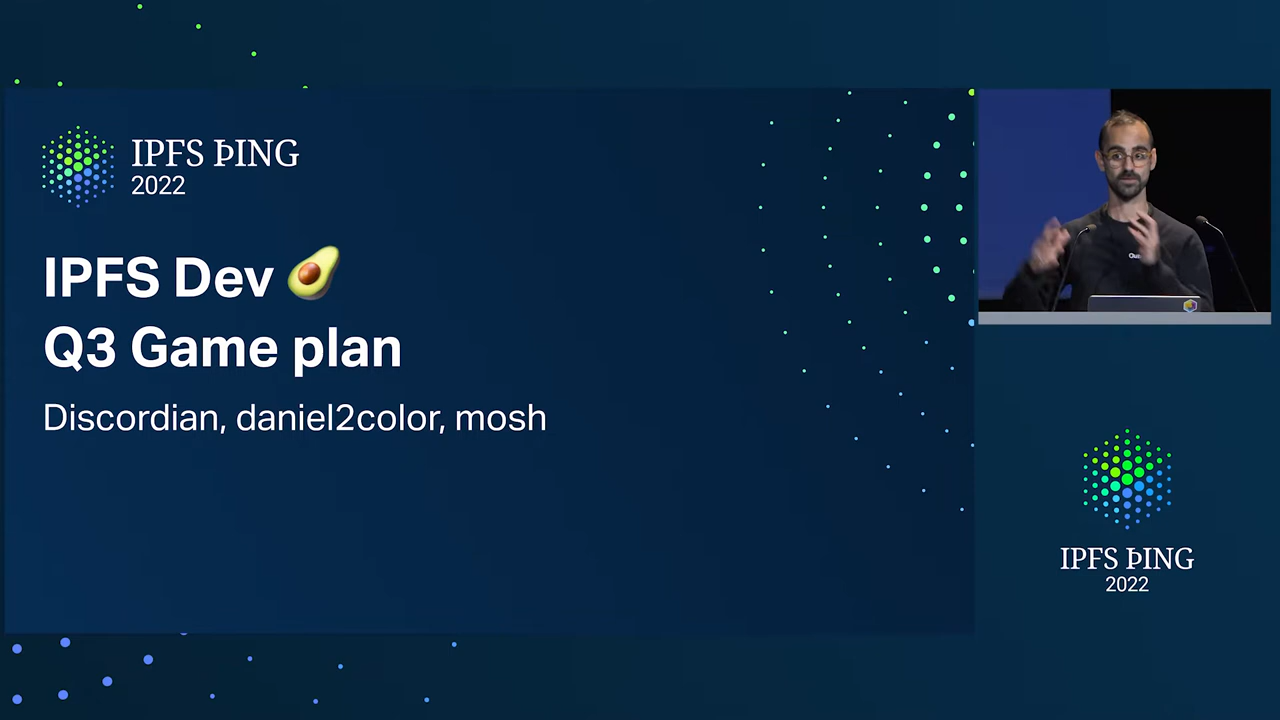 IPFS ÞING
2022
IPFS Dev 🥑
Q3 Game plan
Discordian, daniel2color, mosh
IPFS ÞING
2022